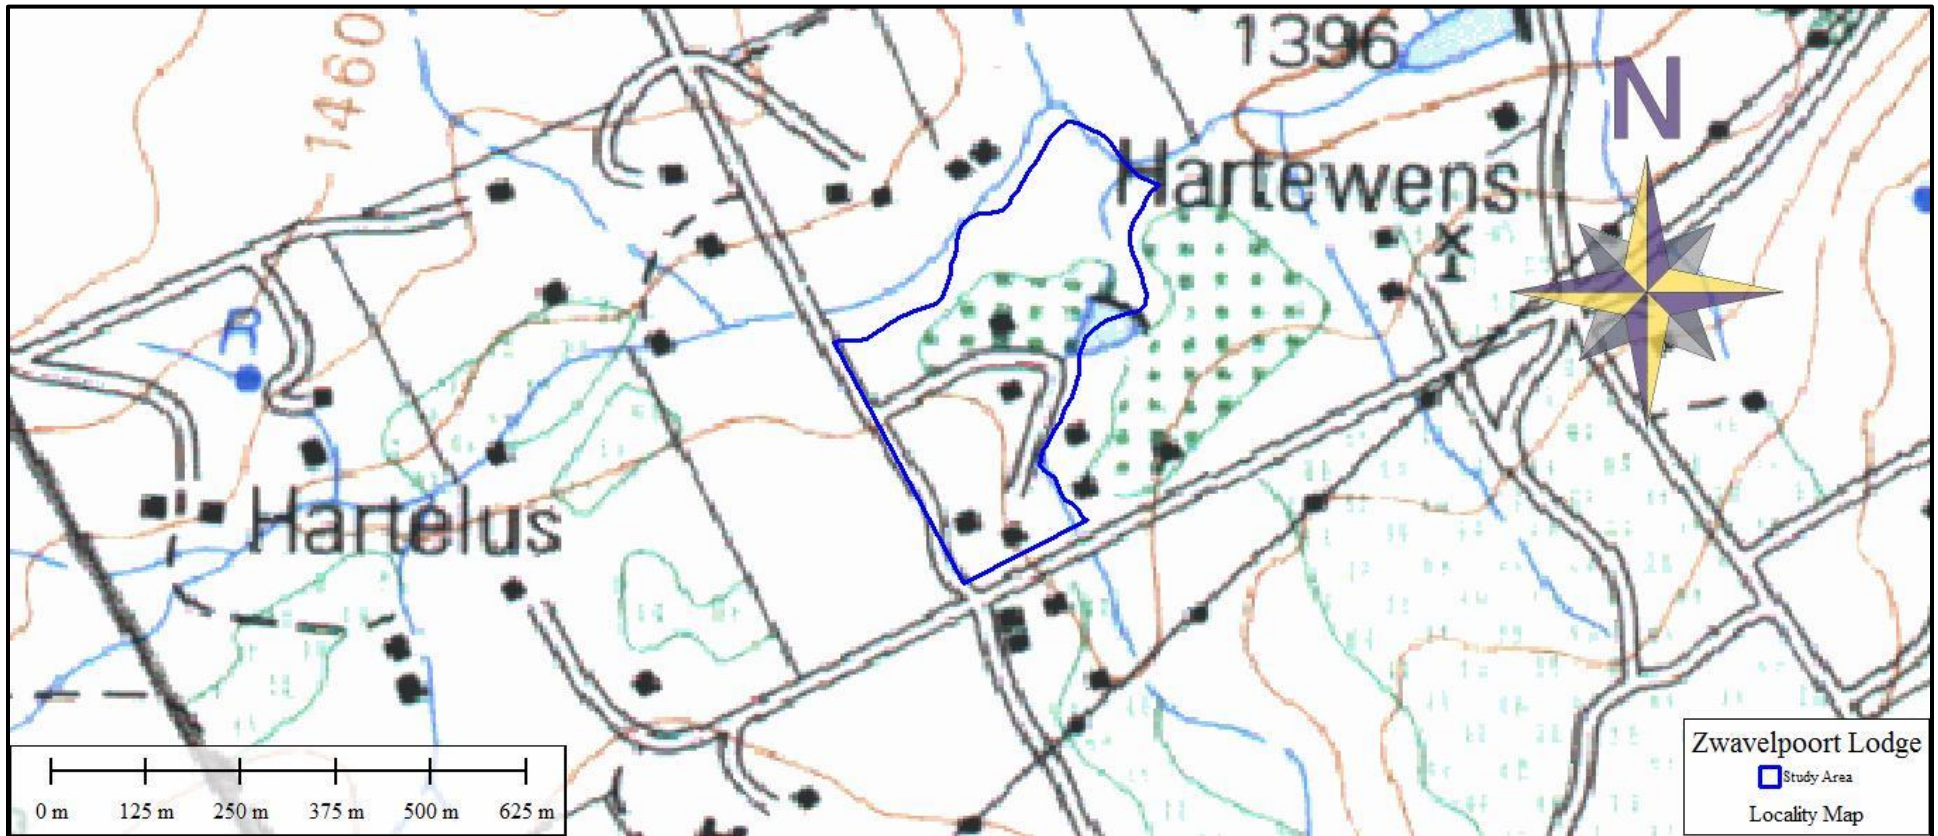 1460
1396
N
Hartewens
R
Hartelus
0 m 125 m 250 m 375 m 500 m 625 m
Zwavelpoort Lodge
Study Area
Locality Map